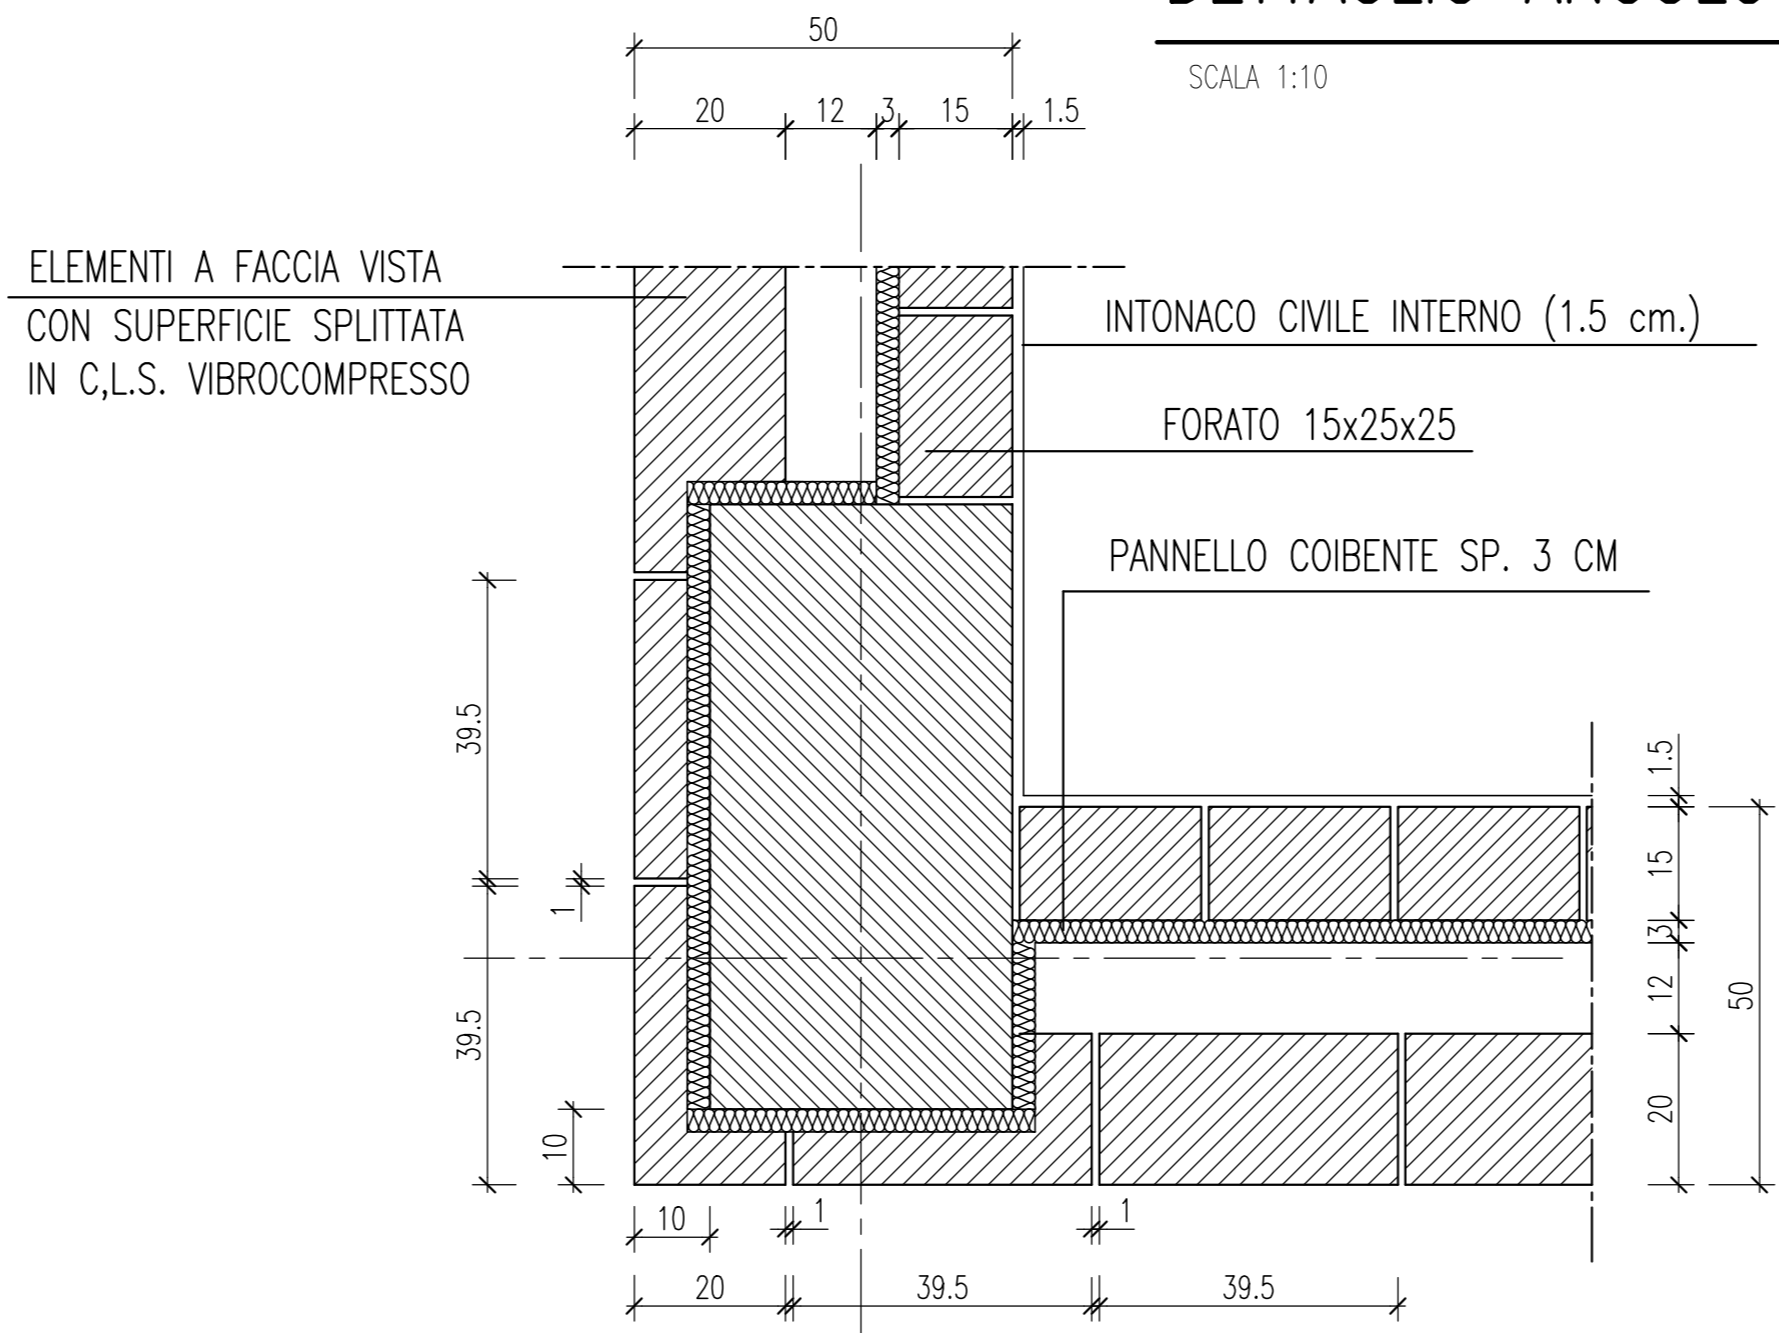 DETTAGLIO ANGOLO
SCALA 1:10
50
20 12 3 15 1.5
ELEMENTI A FACCIA VISTA
CON SUPERFICIE SPLITTATA
IN C,L.S. VIBROCOMPRESSO
INTONACO CIVILE INTERNO (1.5 cm.)
FORATO 15x25x25
PANNELLO COIBENTE SP. 3 CM
39.5
1
39.5
10
1.5
15
3
12
20
50
10 1 1
20 39.5 39.5